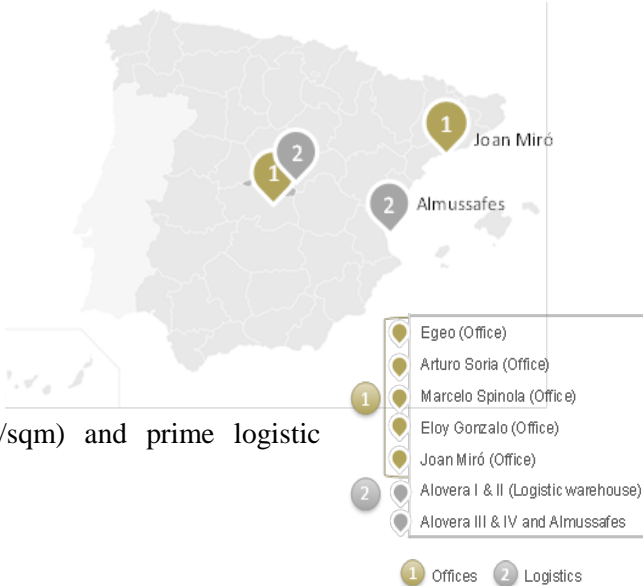 1
Joan Miró
2
1
2
Almussafes
Egeo (Office)
Arturo Soria (Office)
1
Marcelo Spinola (Office)
/sqm) and prime logistic
Eloy Gonzalo (Office)
Joan Miró (Office)
2
Alovera I & II (Logistic warehouse)
Alovera III & IV and Almussafes
1 Offices 2 Logistics